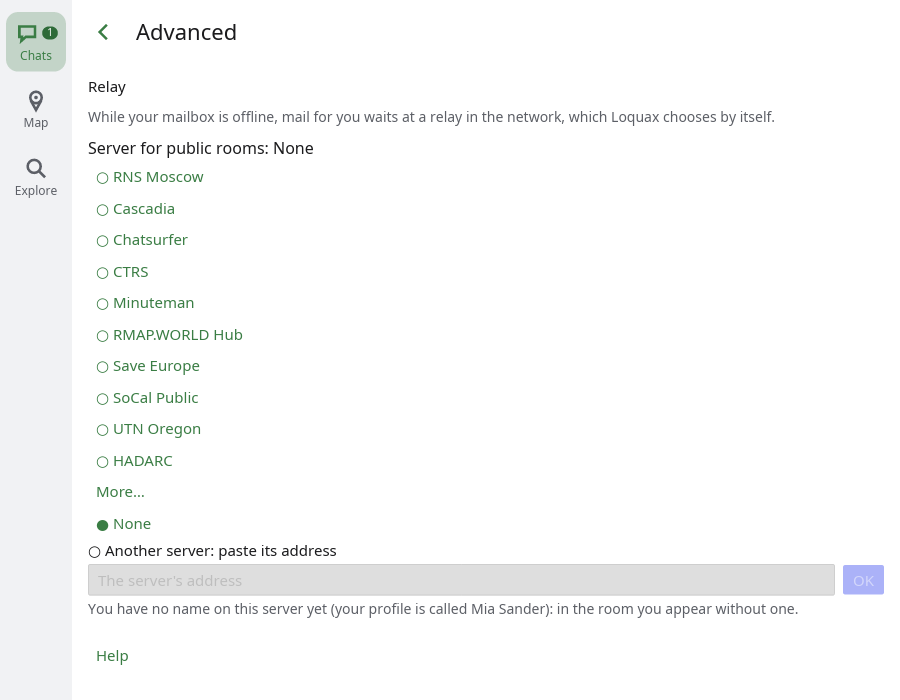 1
Chats
Map
Explore
Advanced
Relay
While your mailbox is offline, mail for you waits at a relay in the network, which Loquax chooses by itself.
Server for public rooms: None
RNS Moscow
Cascadia
Chatsurfer
CTRS
Minuteman
RMAP.WORLD Hub
Save Europe
SoCal Public
UTN Oregon
HADARC
More...
None
Another server: paste its address
The server's address
OK
You have no name on this server yet (your profile is called Mia Sander): in the room you appear without one.
Help